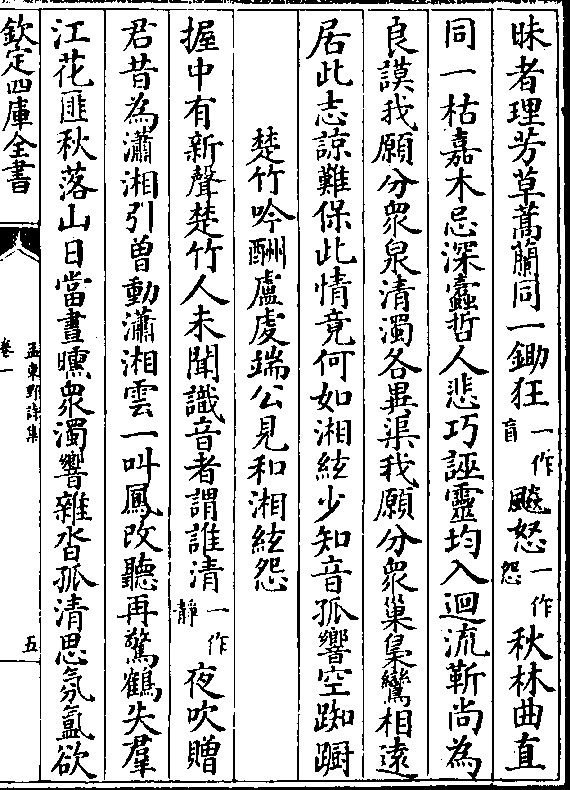 昧者理芳草蒿蘭同一鋤狂一作盲飈怒一作怨秋林曲直
同一枯嘉木忌深蠧哲人悲巧誣靈均入迴流靳尚為
良謨我願分衆泉清濁各異渠我願分衆巢梟鸞相遠
居此志諒難保此情竟何如湘絃少知音孤響空踟蹰
楚竹吟酬盧虔端公見和湘絃怨
握中有新聲楚竹人未聞識音者謂誰清一作靜夜吹贈
君昔為瀟湘引曽動瀟湘雲一叫鳳改聽再驚鶴失羣
江花匪秋落山日當晝曛衆濁響雜沓孤清思氛氳欲
欽定四庫全書
孟東野詩集
卷一
五